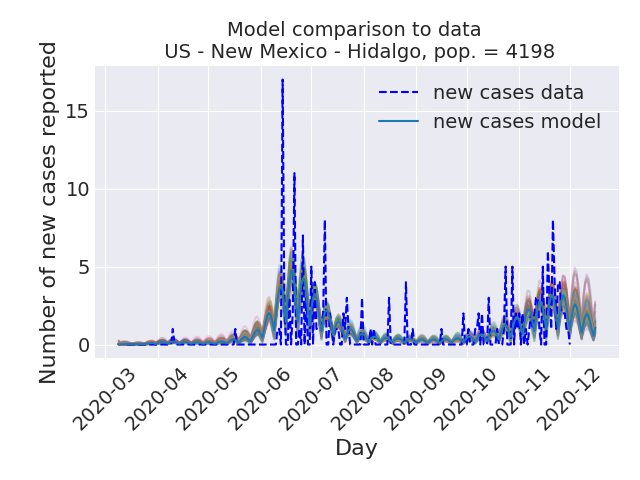 Model comparison to data
US - New Mexico - Hidalgo, pop. = 4198
Number of new cases reported
15
10
5
0
new cases data
new cases model
2020-03
2020-04
2020-05
2020-06
2020-07
2020-08
2020-09
2020-10
2020-11
2020-12
Day